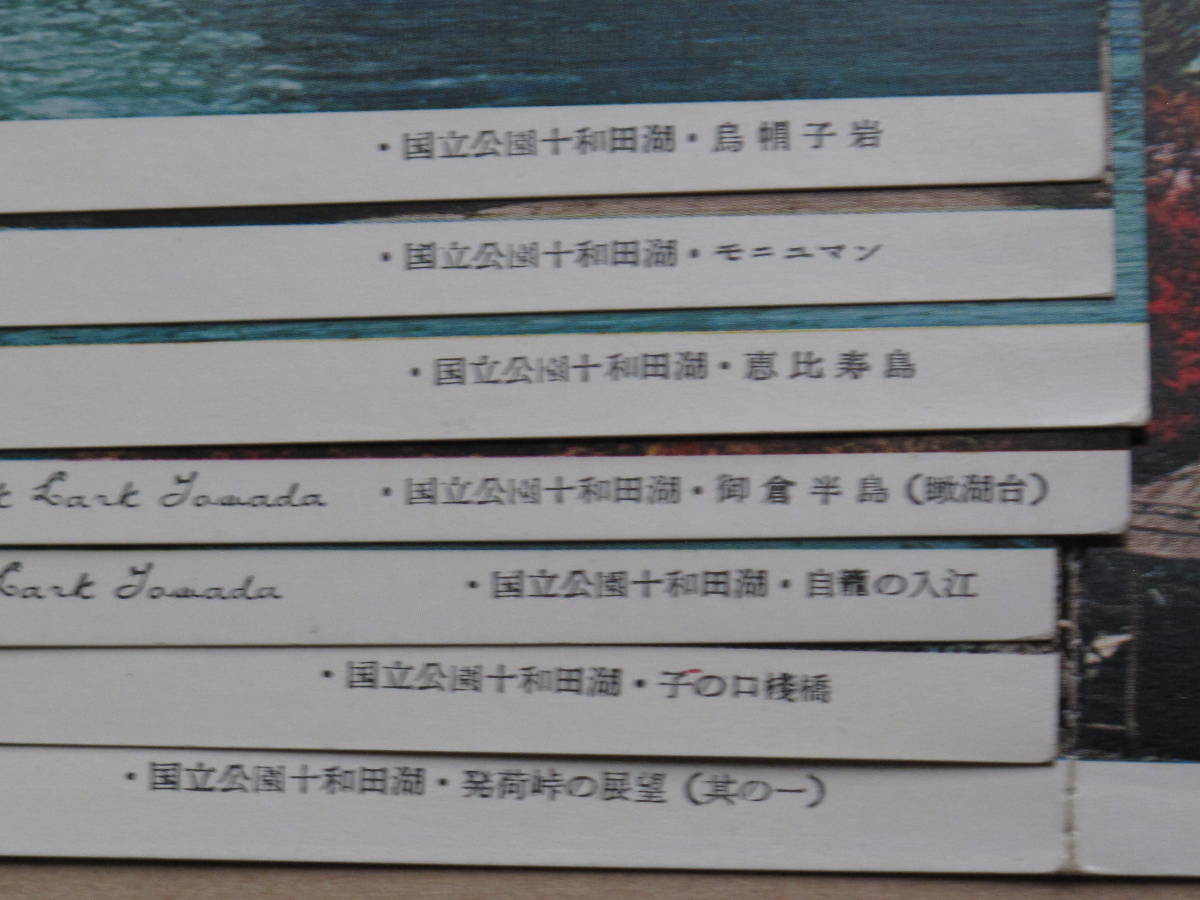 ・国立公園十和田湖・烏帽子岩
・国立公園十和田湖・モニユマン
・国立公園十和田湖・恵比寿島
Lark Towada ・国立公園十和田湖・御倉半島（瞰湖台）
Lark Towada ・国立公園十和田湖・自籠の入江
・国立公園十和田湖・子の口棧橋
・国立公園十和田湖・発荷峠の展望（其の一）